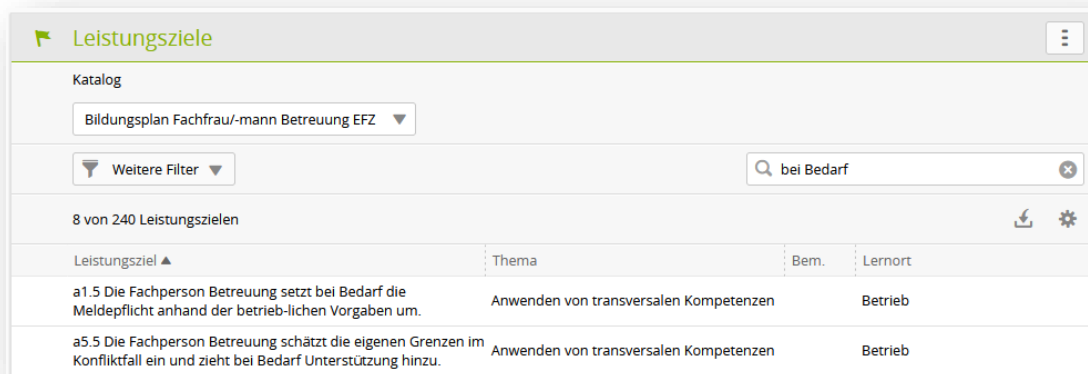 Leistungsziele
Katalog
Bildungsplan Fachfrau/-mann Betreuung EFZ
Weitere Filter
bei Bedarf
8 von 240 Leistungszielen
Leistungsziel Thema Bem. Lernort
a1.5 Die Fachperson Betreuung setzt bei Bedarf die
Meldepflicht anhand der betrieb-lichen Vorgaben um.
Anwenden von transversalen Kompetenzen
Betrieb
a5.5 Die Fachperson Betreuung schätzt die eigenen Grenzen im
Konfliktfall ein und zieht bei Bedarf Unterstützung hinzu.
Anwenden von transversalen Kompetenzen
Betrieb